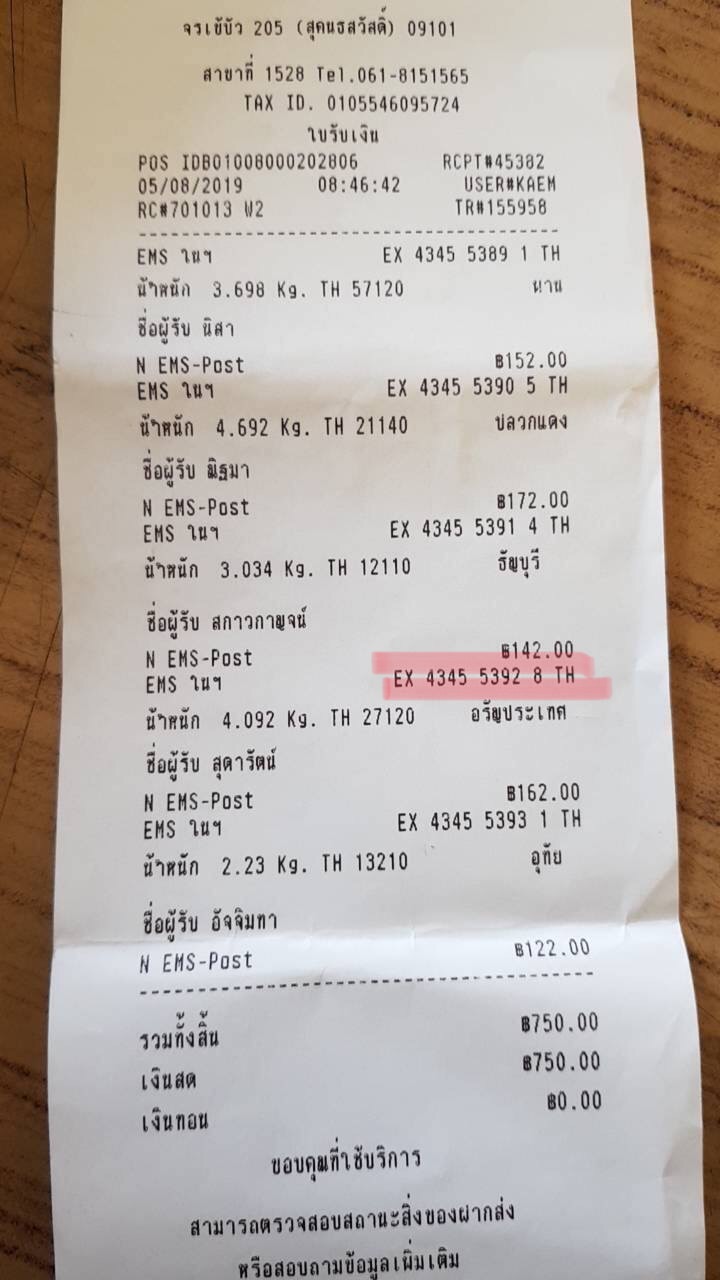 จรเข้บัว 205 (สุคนธสวัสดิ์) 09101
สาขาที่ 1528 Tel.061-8151565
TAX ID. 0105546095724
ใบรับเงิน
POS IDB01008000202806 RCPT#45382
05/08/2019 08:46:42 USER#KAEM
RC#701013 W2 TR#155958
EMS ในฯ EX 4345 5389 1 TH
น้ำหนัก 3.698 Kg. TH 57120 พาน
ชื่อผู้รับ นิสา
N EMS-Post ฿152.00
EMS ในฯ EX 4345 5390 5 TH
น้ำหนัก 4.692 Kg. TH 21140 ปลวกแดง
ชื่อผู้รับ ฒิฐมา
N EMS-Post ฿172.00
EMS ในฯ EX 4345 5391 4 TH
น้ำหนัก 3.034 Kg. TH 12110 ธัญบุรี
ชื่อผู้รับ สกาวกาญจน์
N EMS-Post ฿142.00
EMS ในฯ EX 4345 5392 8 TH
น้ำหนัก 4.092 Kg. TH 27120 อรัญประเทศ
ชื่อผู้รับ สุดารัตน์
N EMS-Post ฿162.00
EMS ในฯ EX 4345 5393 1 TH
น้ำหนัก 2.23 Kg. TH 13210 อุทัย
ชื่อผู้รับ อัจจิมทา
N EMS-Post ฿122.00
รวมทั้งสิ้น ฿750.00
เงินสด ฿750.00
เงินทอน ฿0.00
ขอบคุณที่ใช้บริการ
สามารถตรวจสอบสถานะสิ่งของฝากส่ง
หรือสอบถามข้อมูลเพิ่มเติม